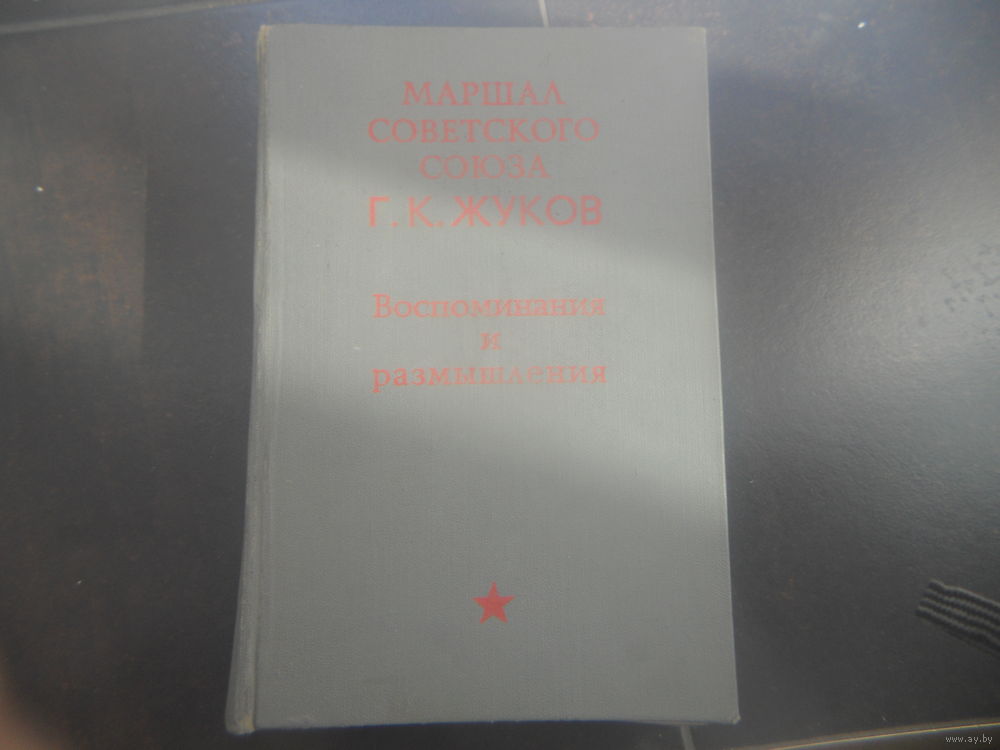 МАРШАЛ
СОВЕТСКОГО
СОЮЗА
Г.К.ЖУКОВ
Воспоминания
и
размышления
www.ay.by